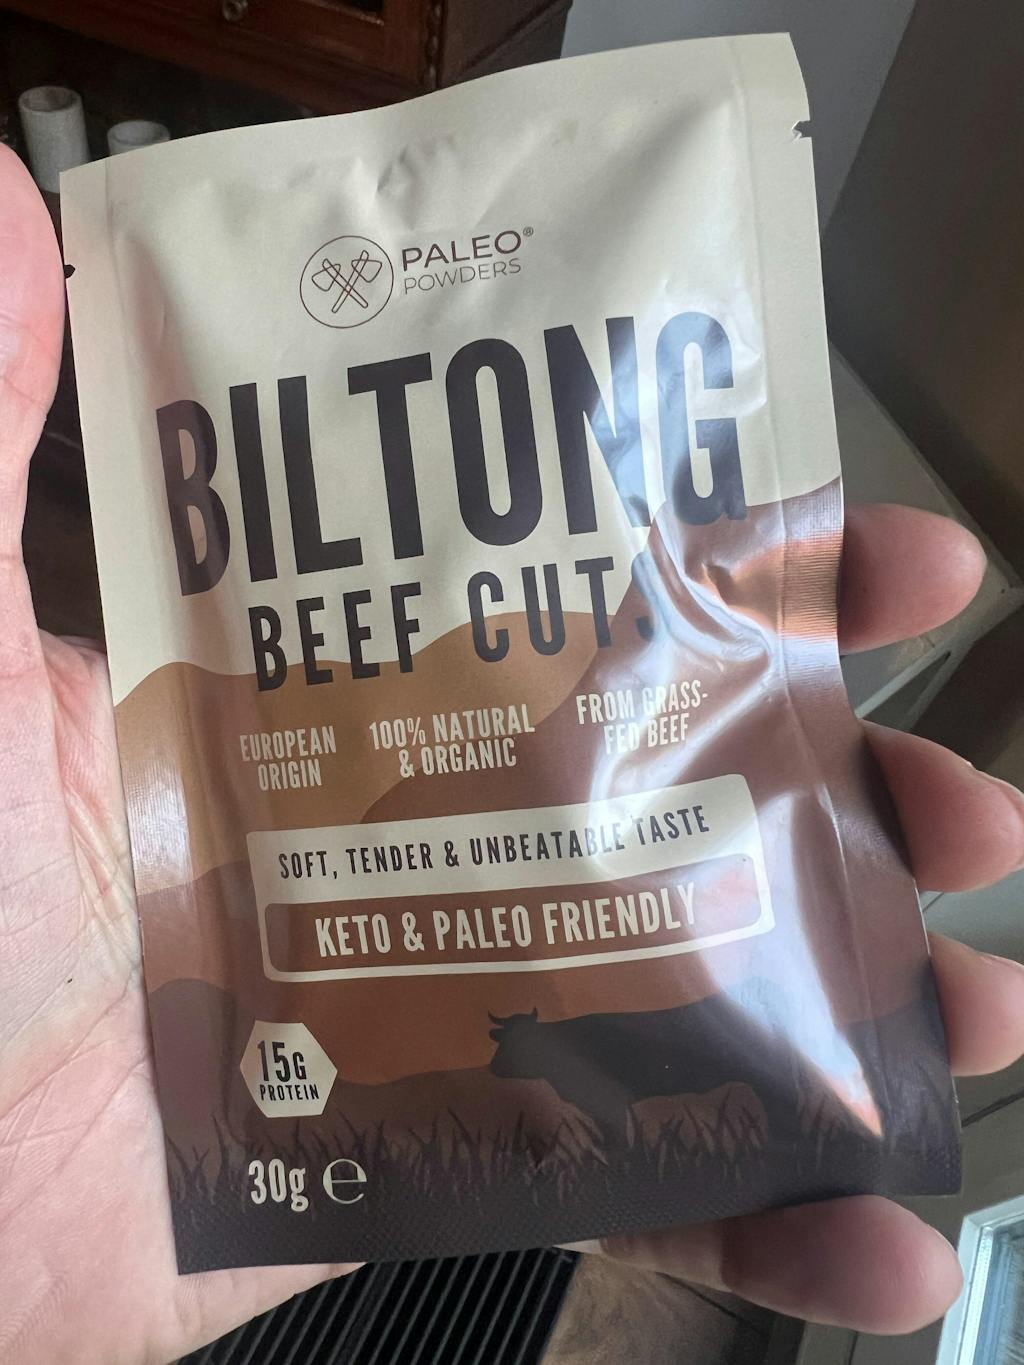 PALEO®
POWDERS
BILTONG
BEEF CUTS
EUROPEAN
ORIGIN
100% NATURAL
& ORGANIC
FROM GRASS-
FED BEEF
SOFT, TENDER & UNBEATABLE TASTE
KETO & PALEO FRIENDLY
15G
PROTEIN
30g ℮